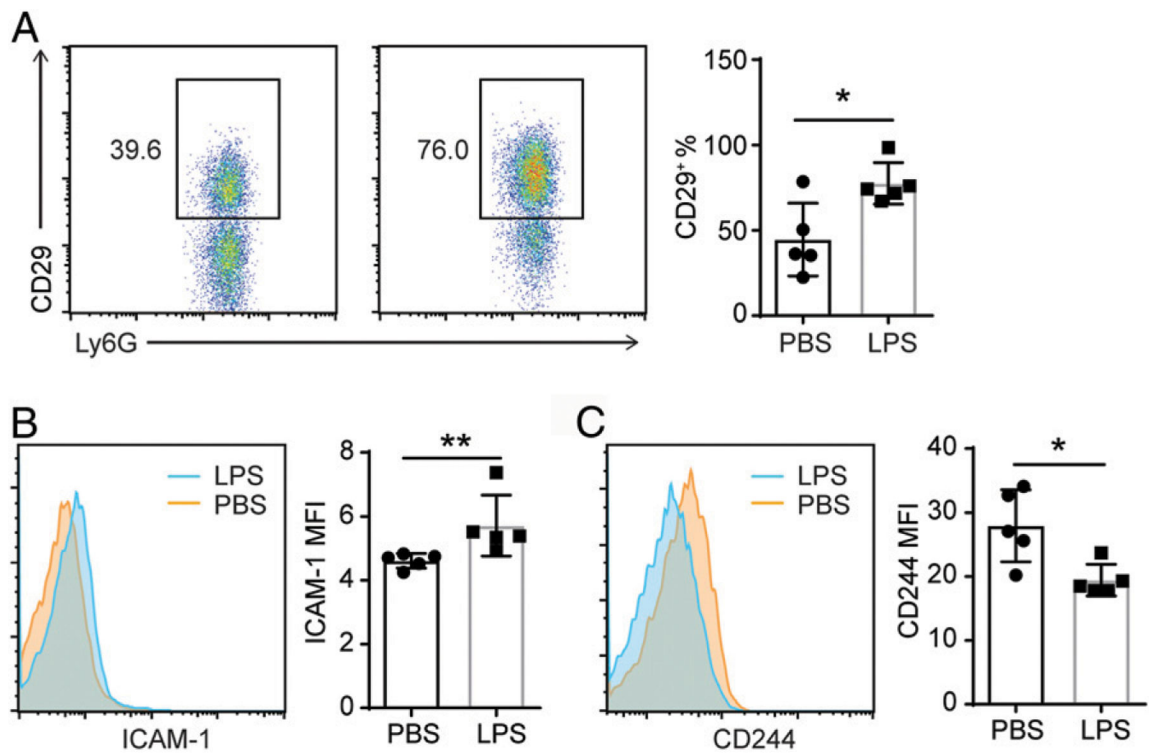 A
CD29
39.6
76.0
Ly6G
CD29⁺ %
150
100
50
0
*
PBS
LPS
B
LPS
PBS
ICAM-1
ICAM-1 MFI
8
6
4
2
0
**
PBS
LPS
C
LPS
PBS
CD244
CD244 MFI
40
30
20
10
0
*
PBS
LPS